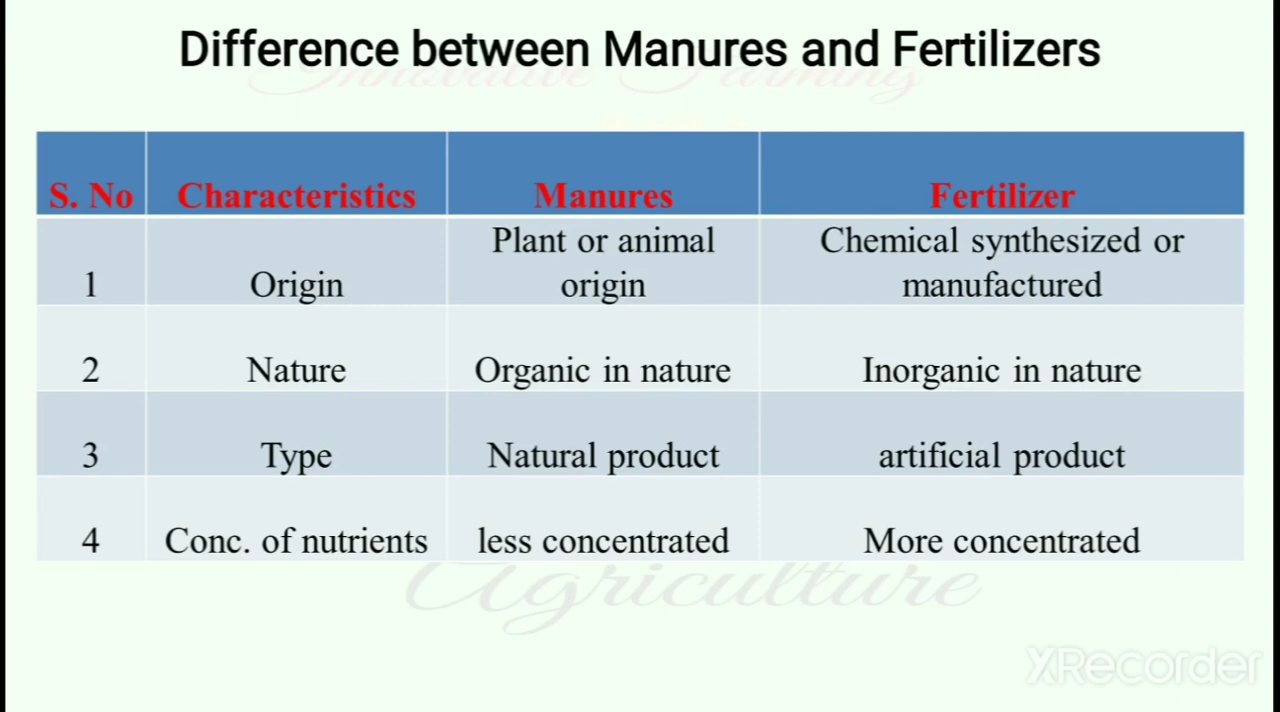 Difference between Manures and Fertilizers
Innovative Farming
S. No Characteristics Manures Fertilizer
1 Origin Plant or animal origin Chemical synthesized or manufactured
2 Nature Organic in nature Inorganic in nature
3 Type Natural product artificial product
4 Conc. of nutrients less concentrated More concentrated
Agriculture
XRecorder